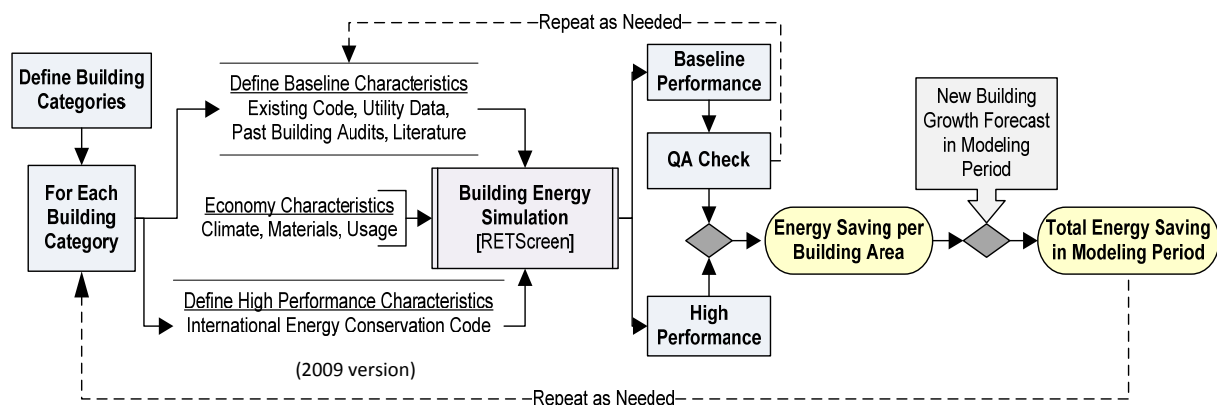 Repeat as Needed
Define Building
Categories
For Each
Building
Category
Define Baseline Characteristics
Existing Code, Utility Data,
Past Building Audits, Literature
Economy Characteristics
Climate, Materials, Usage
Define High Performance Characteristics
International Energy Conservation Code
(2009 version)
Building Energy
Simulation
[RETScreen]
Baseline
Performance
QA Check
High
Performance
Energy Saving per
Building Area
New Building
Growth Forecast
in Modeling
Period
Total Energy Saving
in Modeling Period
Repeat as Needed